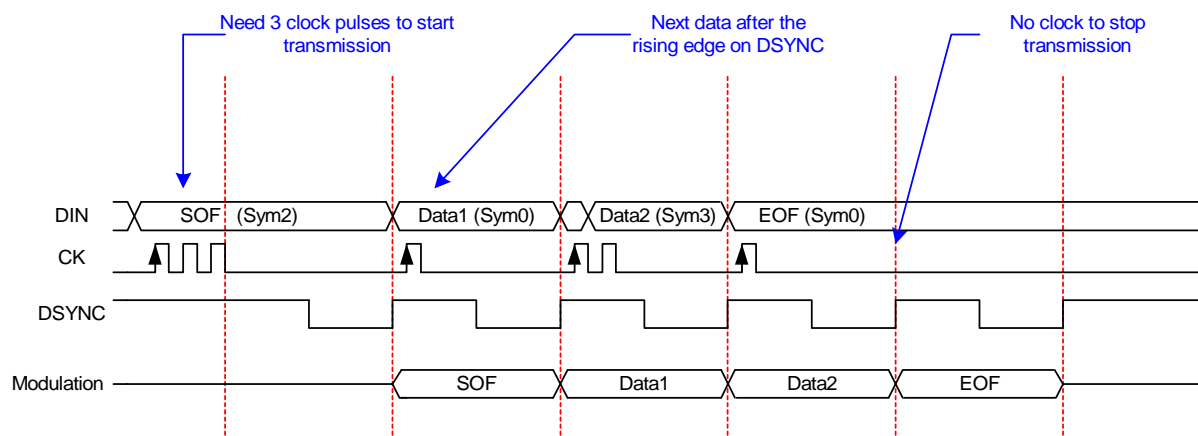 Need 3 clock pulses to start
transmission
Next data after the
rising edge on DSYNC
No clock to stop
transmission
DIN
SOF (Sym2)
Data1 (Sym0)
Data2 (Sym3)
EOF (Sym0)
CK
DSYNC
Modulation
SOF
Data1
Data2
EOF